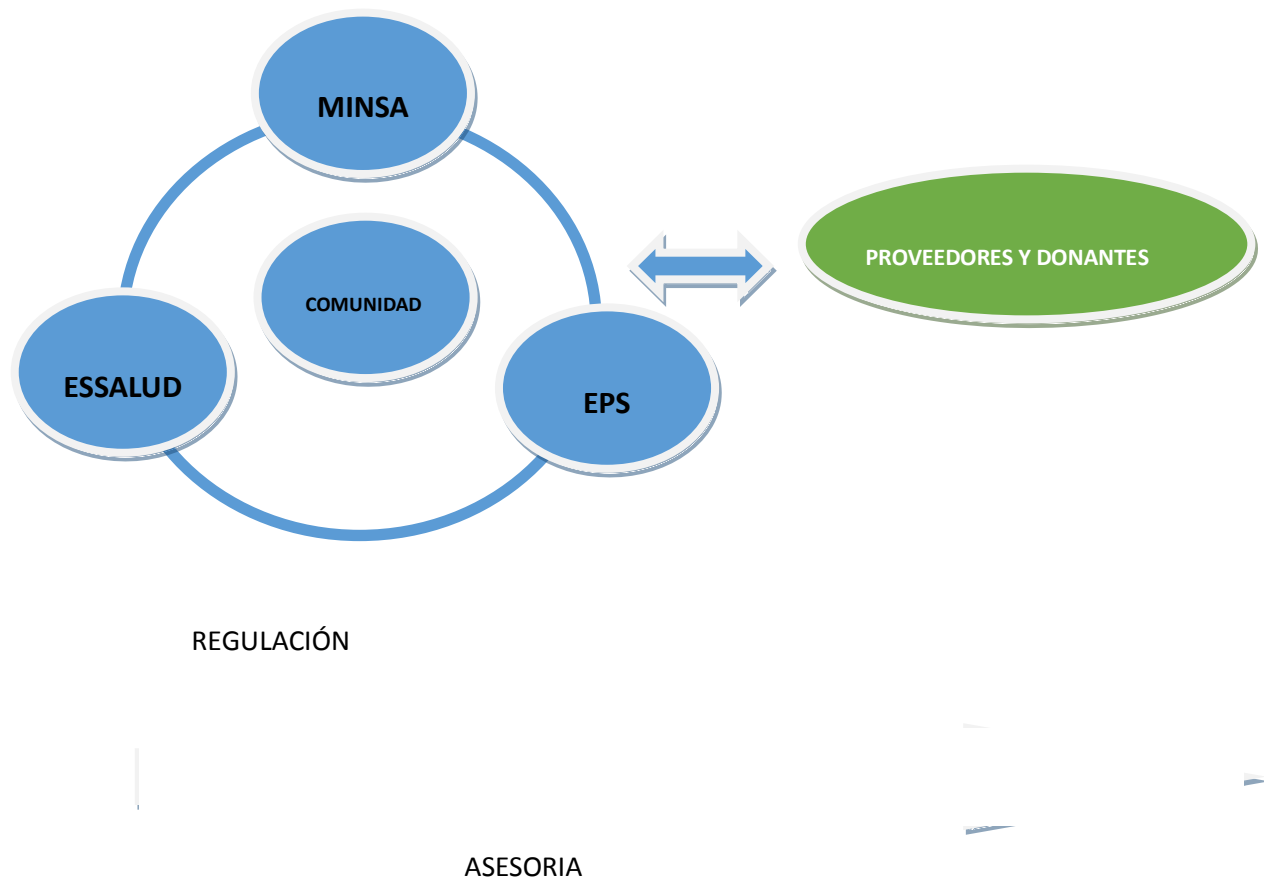 MINSA
COMUNIDAD
PROVEEDORES Y DONANTES
ESSALUD
EPS
REGULACIÓN
ASESORIA